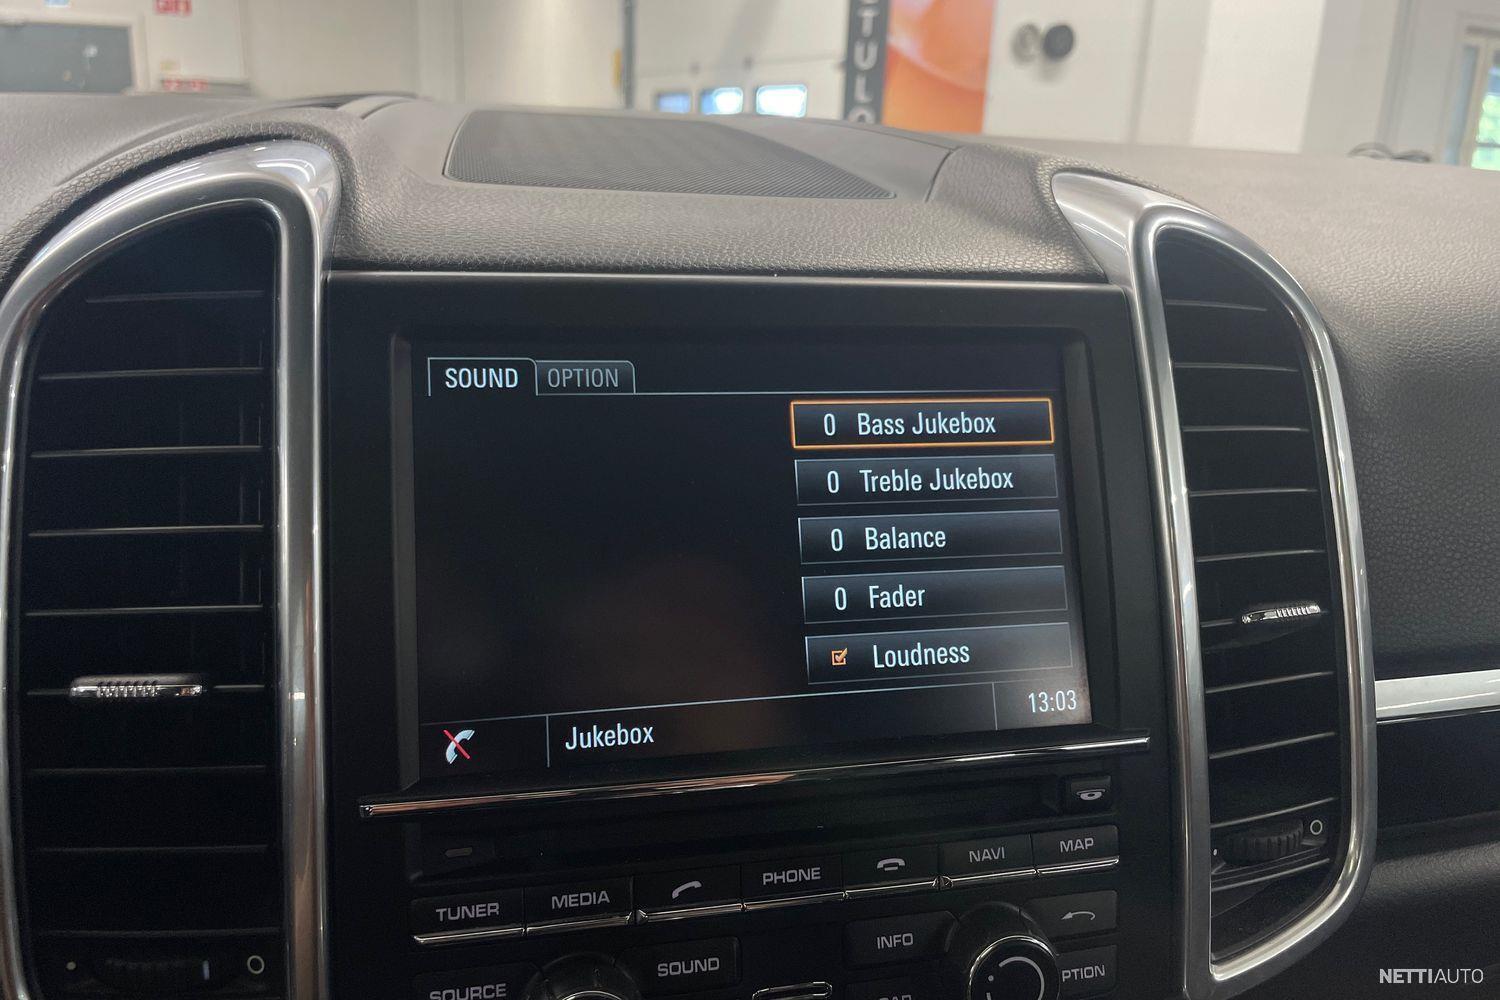 SOUND OPTION
0 Bass Jukebox
0 Treble Jukebox
0 Balance
0 Fader
Loudness
13:03
Jukebox
TUNER MEDIA PHONE NAVI MAP
INFO
SOUND
SOURCE
PTION
NETTIAUTO